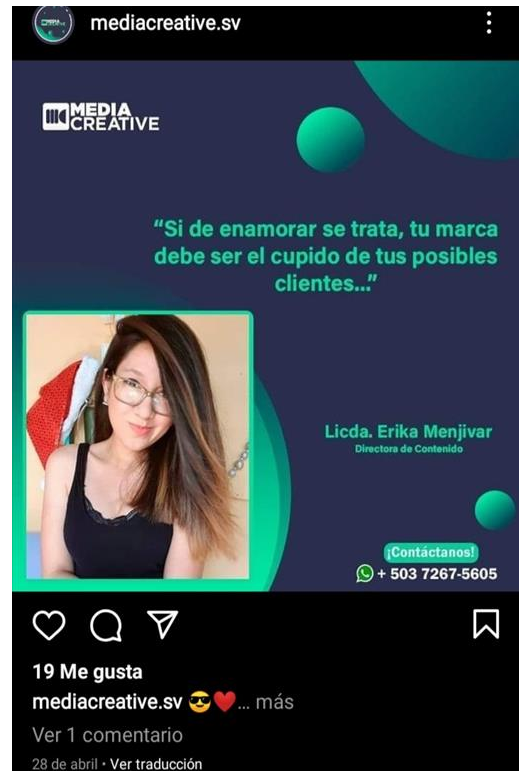 mediacreative.sv
MEDIA
CREATIVE
“Si de enamorar se trata, tu marca
debe ser el cupido de tus posibles
clientes...”
Licda. Erika Menjivar
Directora de Contenido
¡Contáctanos!
+ 503 7267-5605
19 Me gusta
mediacreative.sv 😎❤️... más
Ver 1 comentario
28 de abril • Ver traducción